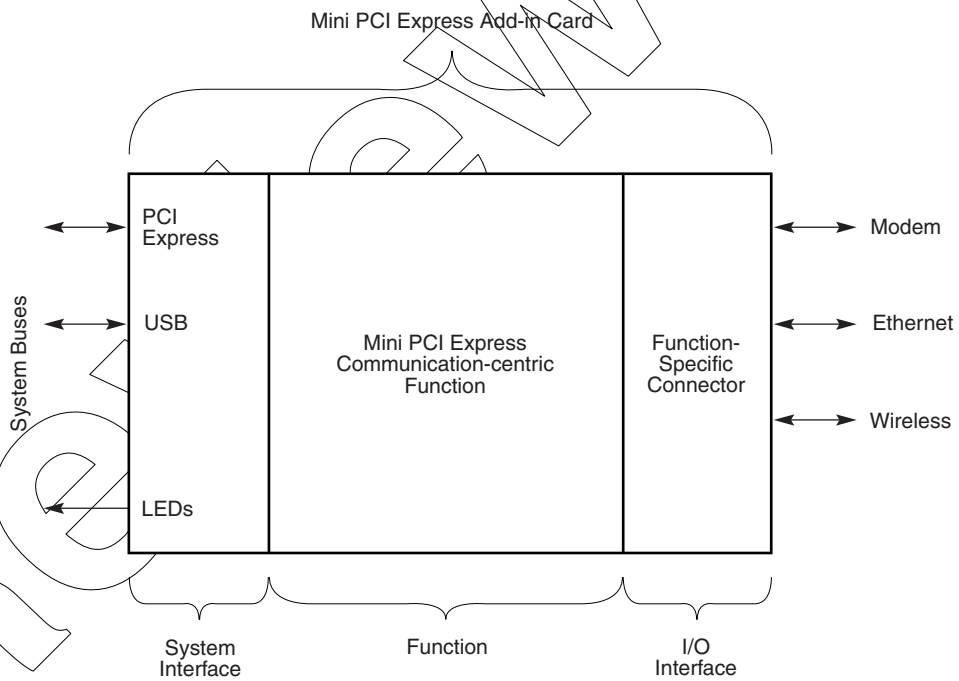 Mini PCI Express Add-in Card
PCI
Express
USB
LEDs
System Buses
Mini PCI Express
Communication-centric
Function
Function-
Specific
Connector
Modem
Ethernet
Wireless
System
Interface
Function
I/O
Interface